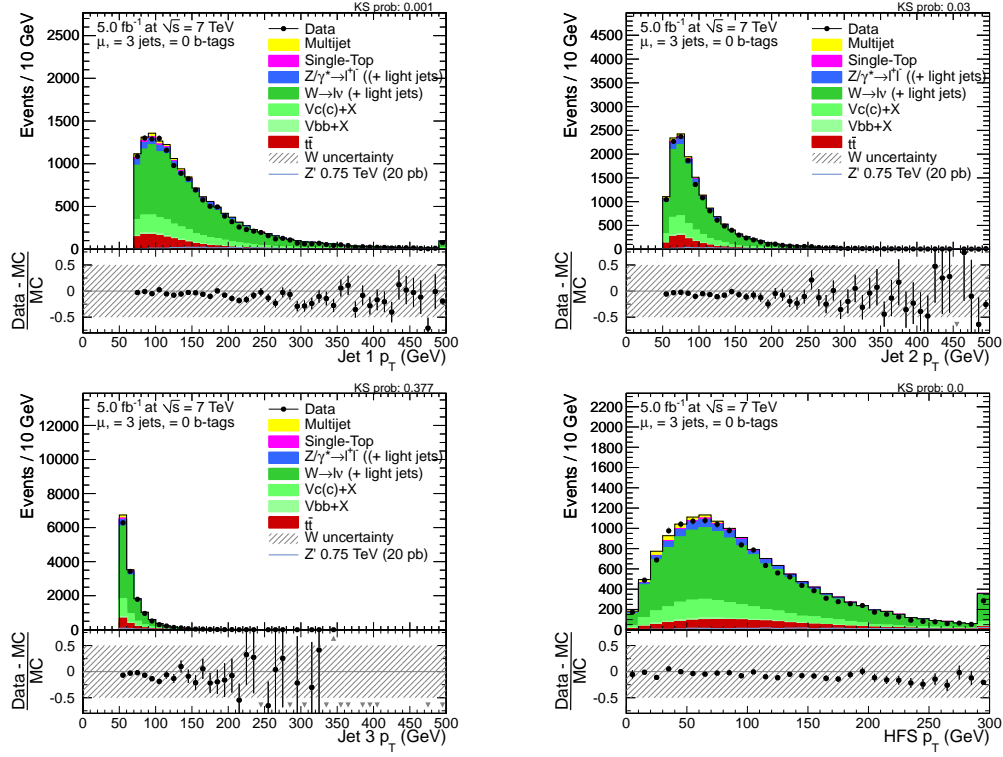 KS prob: 0.001
5.0 fb⁻¹ at √s = 7 TeV
μ, = 3 jets, = 0 b-tags
Data
Multijet
Single-Top
Z/γ*→l⁺l⁻ ((+ light jets)
W→lν (+ light jets)
Vc(c)+X
Vbb+X
tt̄
W uncertainty
Z' 0.75 TeV (20 pb)
Events / 10 GeV
2500
2000
1500
1000
500
0
Data - MC
MC
0.5
0
-0.5
0 50 100 150 200 250 300 350 400 450 500
Jet 1 p_T (GeV)
KS prob: 0.03
5.0 fb⁻¹ at √s = 7 TeV
μ, = 3 jets, = 0 b-tags
Data
Multijet
Single-Top
Z/γ*→l⁺l⁻ ((+ light jets)
W→lν (+ light jets)
Vc(c)+X
Vbb+X
tt̄
W uncertainty
Z' 0.75 TeV (20 pb)
Events / 10 GeV
4500
4000
3500
3000
2500
2000
1500
1000
500
0
Data - MC
MC
0.5
0
-0.5
0 50 100 150 200 250 300 350 400 450 500
Jet 2 p_T (GeV)
KS prob: 0.377
5.0 fb⁻¹ at √s = 7 TeV
μ, = 3 jets, = 0 b-tags
Data
Multijet
Single-Top
Z/γ*→l⁺l⁻ ((+ light jets)
W→lν (+ light jets)
Vc(c)+X
Vbb+X
tt̄
W uncertainty
Z' 0.75 TeV (20 pb)
Events / 10 GeV
12000
10000
8000
6000
4000
2000
0
Data - MC
MC
0.5
0
-0.5
0 50 100 150 200 250 300 350 400 450 500
Jet 3 p_T (GeV)
KS prob: 0.0
5.0 fb⁻¹ at √s = 7 TeV
μ, = 3 jets, = 0 b-tags
Data
Multijet
Single-Top
Z/γ*→l⁺l⁻ ((+ light jets)
W→lν (+ light jets)
Vc(c)+X
Vbb+X
tt̄
W uncertainty
Z' 0.75 TeV (20 pb)
Events / 10 GeV
2200
2000
1800
1600
1400
1200
1000
800
600
400
200
0
Data - MC
MC
0.5
0
-0.5
0 50 100 150 200 250 300
HFS p_T (GeV)